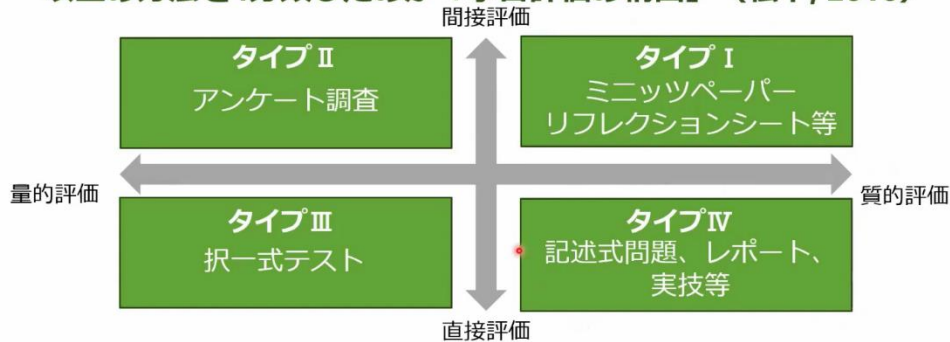 間接評価
タイプⅡ
アンケート調査
タイプⅠ
ミニッツペーパー
リフレクションシート等
量的評価
質的評価
タイプⅢ
択一式テスト
タイプⅣ
記述式問題、レポート、
実技等
直接評価